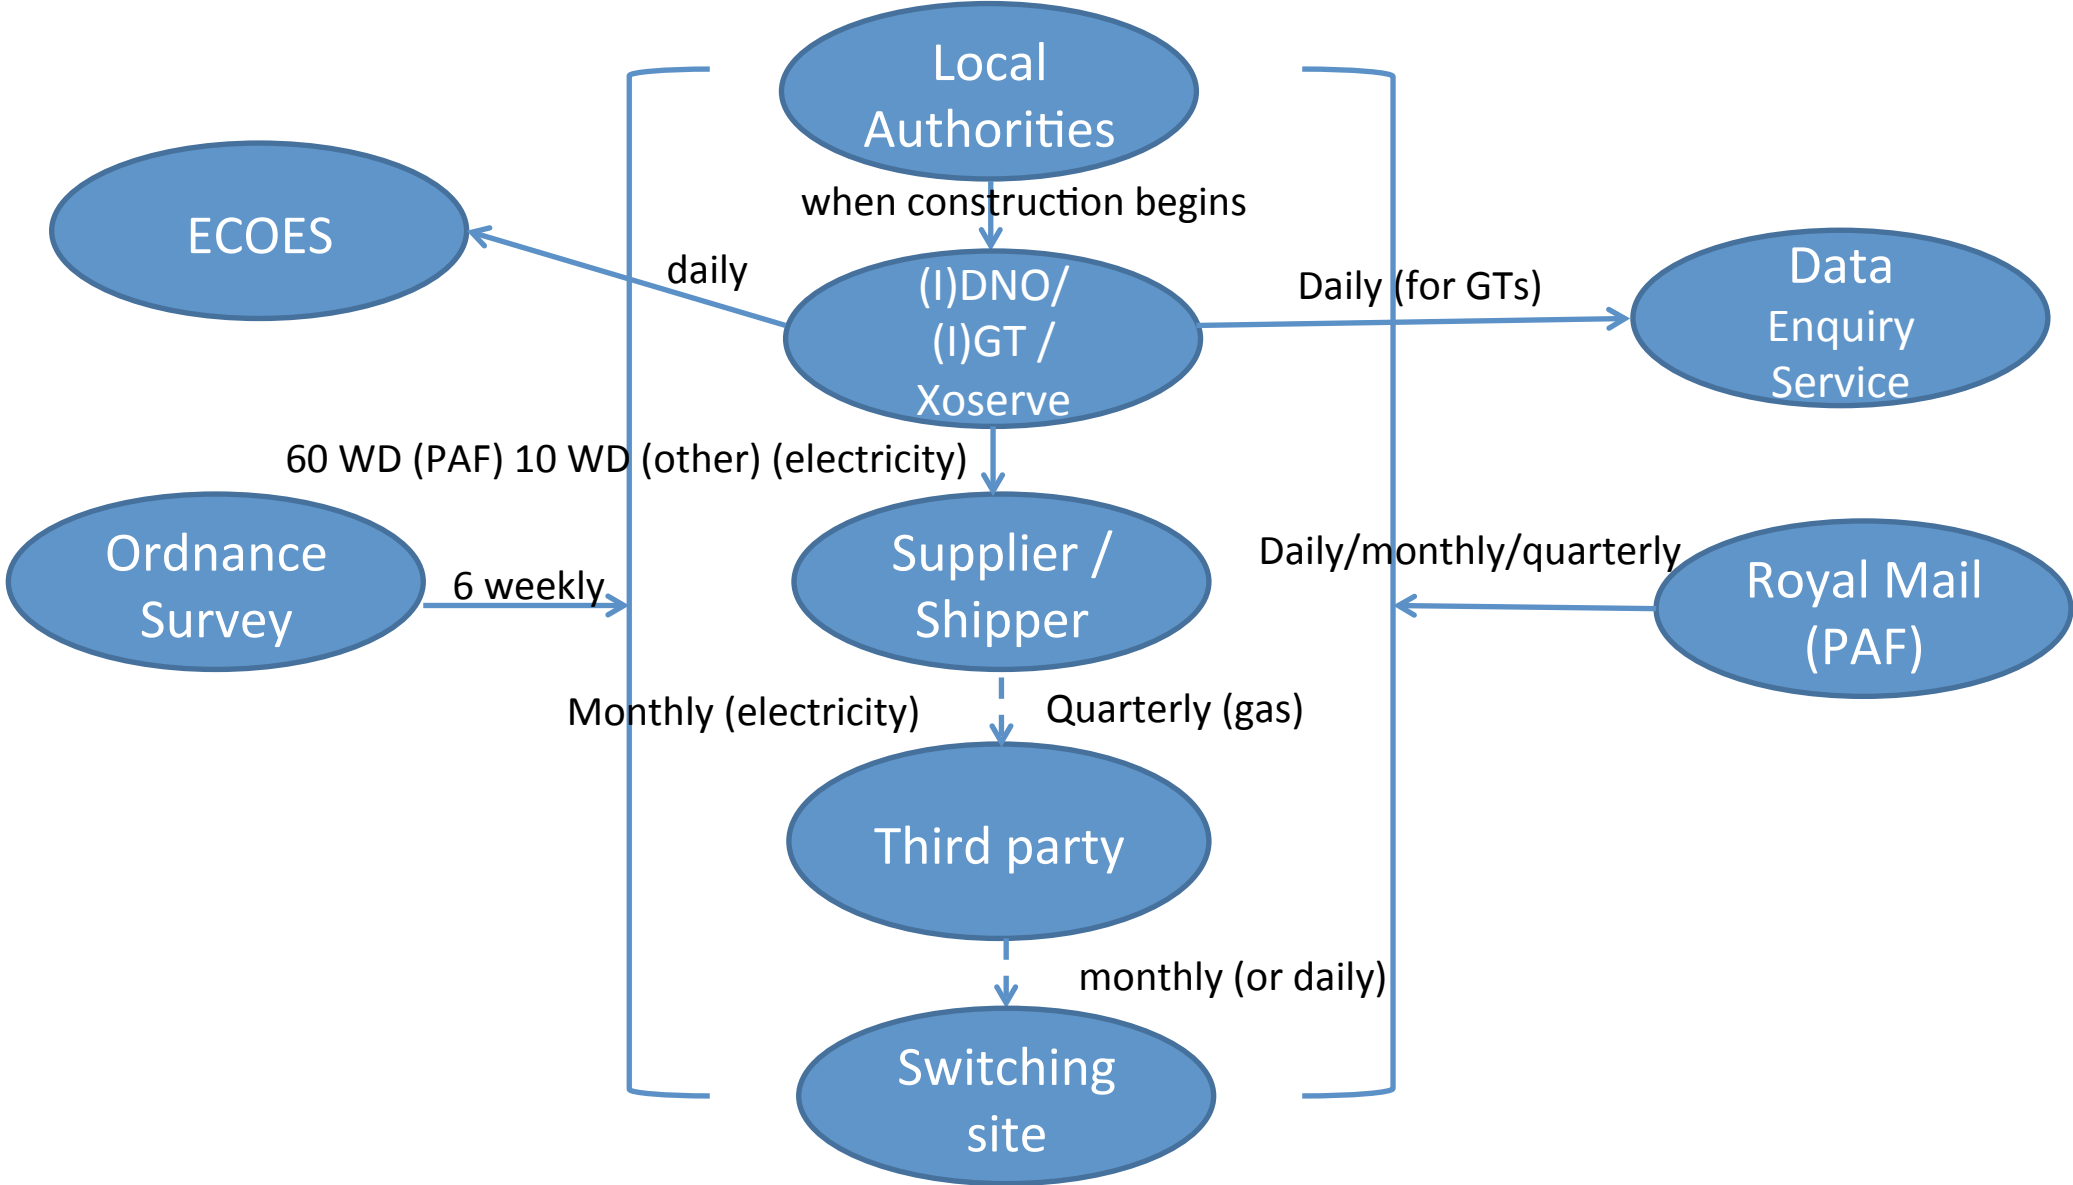 Local
Authorities
when construction begins
ECOES
daily
(I)DNO/
(I)GT /
Xoserve
Daily (for GTs)
Data
Enquiry
Service
60 WD (PAF) 10 WD (other) (electricity)
Ordnance
Survey
6 weekly
Supplier /
Shipper
Daily/monthly/quarterly
Royal Mail
(PAF)
Monthly (electricity)
Quarterly (gas)
Third party
monthly (or daily)
Switching
site